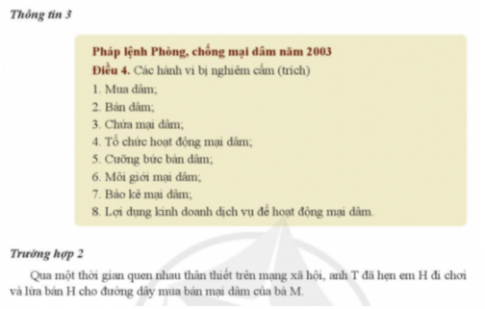 Thông tin 3
Pháp lệnh Phòng, chống mại dâm năm 2003
Điều 4. Các hành vi bị nghiêm cấm (trích)
1. Mua dâm;
2. Bán dâm;
3. Chứa mại dâm;
4. Tổ chức hoạt động mại dâm;
5. Cưỡng bức bán dâm;
6. Môi giới mại dâm;
7. Bảo kê mại dâm;
8. Lợi dụng kinh doanh dịch vụ để hoạt động mại dâm.
Trường hợp 2
Qua một thời gian quen nhau thân thiết trên mạng xã hội, anh T đã hẹn em H đi chơi
và lừa bán H cho đường dây mua bán mại dâm của bà M.